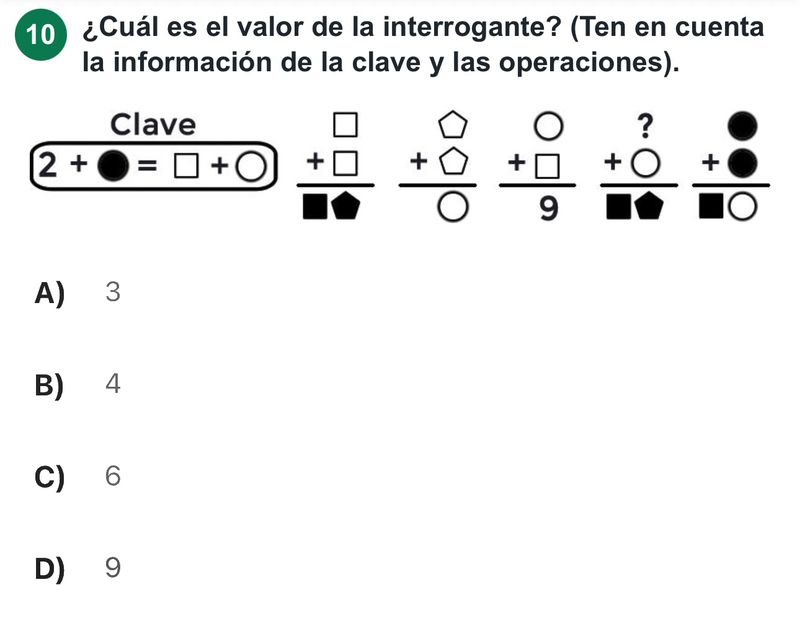 10 ¿Cuál es el valor de la interrogante? (Ten en cuenta
la información de la clave y las operaciones).
Clave
2 + ● = □ + ○
□ ⬠ ○ ? ●
+ □ + ⬠ + □ + ○ + ●
■⬟ ○ 9 ■⬟ ■○
A) 3
B) 4
C) 6
D) 9